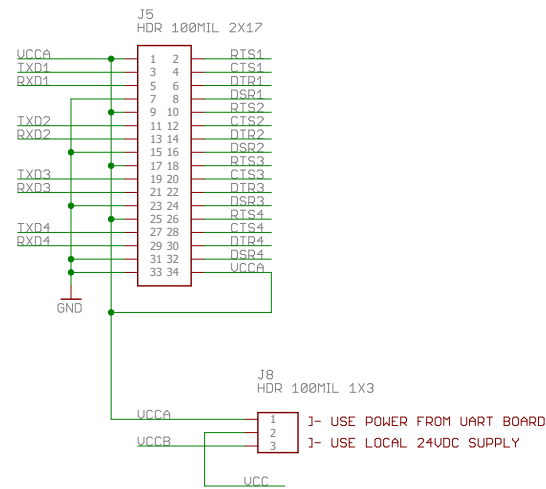 J5
HDR 100MIL 2X17
VCCA 1 2 RTS1
TXD1 3 4 CTS1
RXD1 5 6 DTR1
7 8 DSR1
9 10 RTS2
TXD2 11 12 CTS2
RXD2 13 14 DTR2
15 16 DSR2
17 18 RTS3
TXD3 19 20 CTS3
RXD3 21 22 DTR3
23 24 DSR3
25 26 RTS4
TXD4 27 28 CTS4
RXD4 29 30 DTR4
31 32 DSR4
33 34 VCCA
GND
J8
HDR 100MIL 1X3
VCCA 1 ]- USE POWER FROM UART BOARD
2
VCCB 3 ]- USE LOCAL 24VDC SUPPLY
VCC